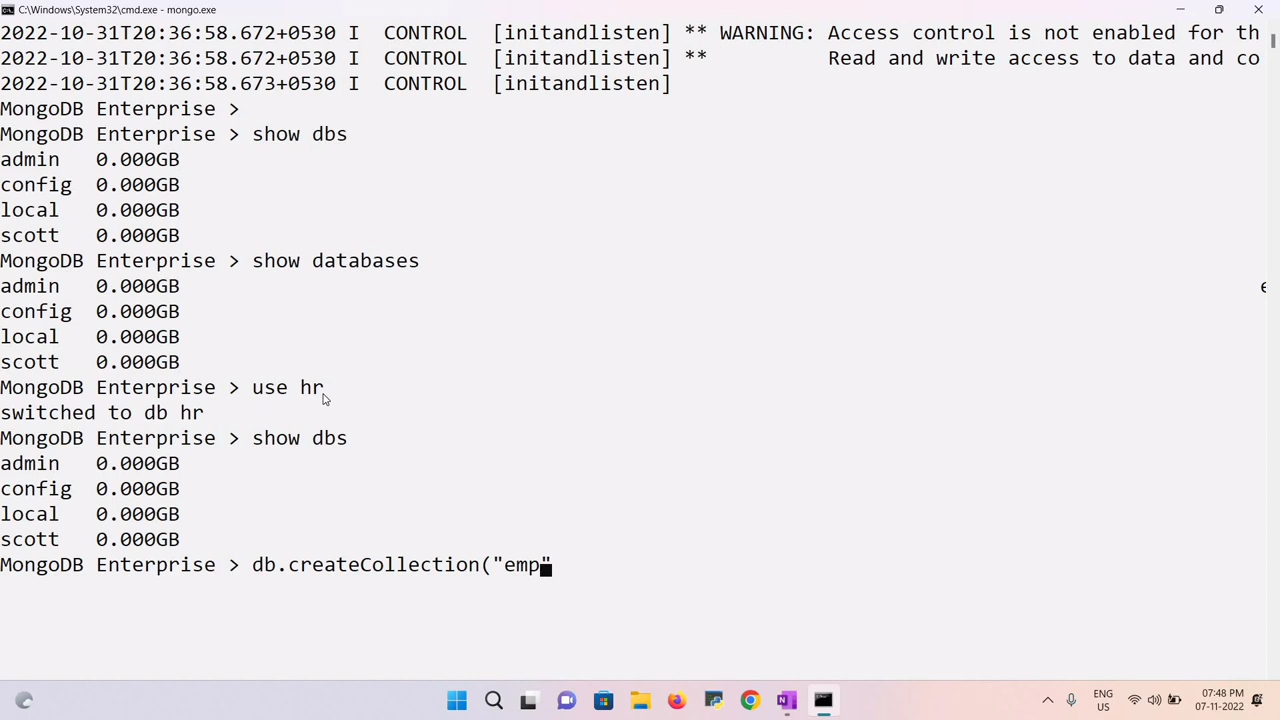 C:\Windows\System32\cmd.exe - mongo.exe
2022-10-31T20:36:58.672+0530 I  CONTROL  [initandlisten] ** WARNING: Access control is not enabled for th
2022-10-31T20:36:58.672+0530 I  CONTROL  [initandlisten] **          Read and write access to data and co
2022-10-31T20:36:58.673+0530 I  CONTROL  [initandlisten]
MongoDB Enterprise >
MongoDB Enterprise > show dbs
admin   0.000GB
config  0.000GB
local   0.000GB
scott   0.000GB
MongoDB Enterprise > show databases
admin   0.000GB
config  0.000GB
local   0.000GB
scott   0.000GB
MongoDB Enterprise > use hr
switched to db hr
MongoDB Enterprise > show dbs
admin   0.000GB
config  0.000GB
local   0.000GB
scott   0.000GB
MongoDB Enterprise > db.createCollection("emp"
ENG
US
07:48 PM
07-11-2022